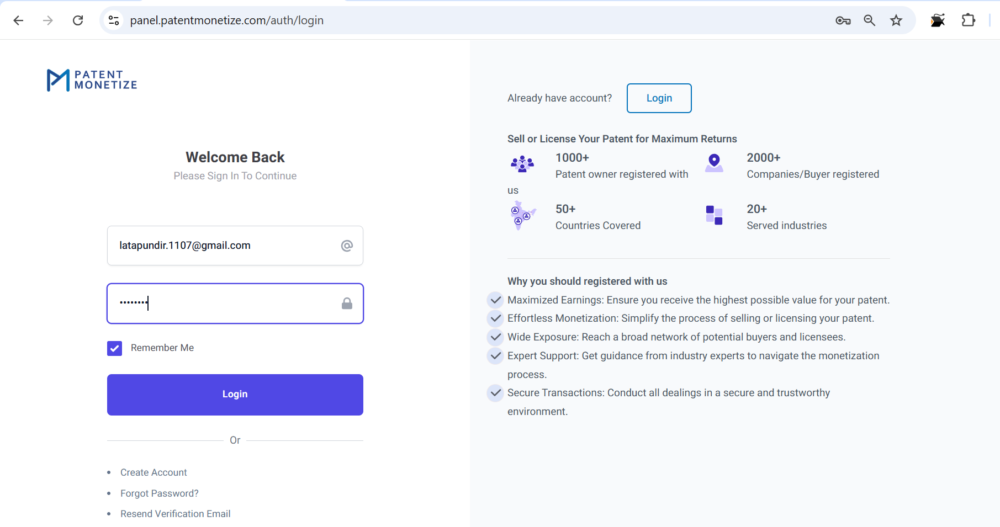 panel.patentmonetize.com/auth/login
PATENT
MONETIZE
Welcome Back
Please Sign In To Continue
latapundir.1107@gmail.com
••••••••
Remember Me
Login
Or
Create Account
Forgot Password?
Resend Verification Email
Already have account?
Login
Sell or License Your Patent for Maximum Returns
1000+
Patent owner registered with
us
2000+
Companies/Buyer registered
50+
Countries Covered
20+
Served industries
Why you should registered with us
Maximized Earnings: Ensure you receive the highest possible value for your patent.
Effortless Monetization: Simplify the process of selling or licensing your patent.
Wide Exposure: Reach a broad network of potential buyers and licensees.
Expert Support: Get guidance from industry experts to navigate the monetization
process.
Secure Transactions: Conduct all dealings in a secure and trustworthy
environment.